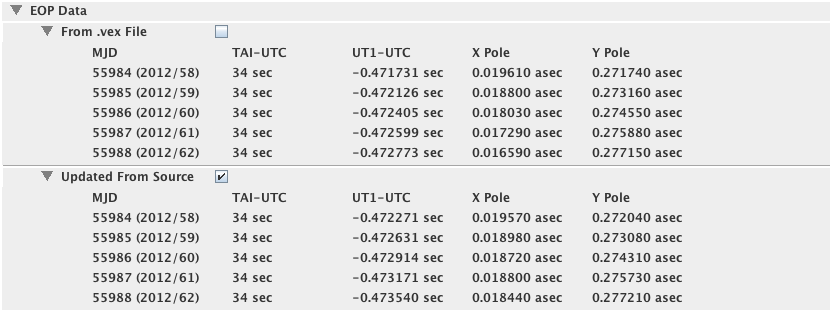 EOP Data
From .vex File
MJD TAI-UTC UT1-UTC X Pole Y Pole
55984 (2012/58) 34 sec -0.471731 sec 0.019610 asec 0.271740 asec
55985 (2012/59) 34 sec -0.472126 sec 0.018800 asec 0.273160 asec
55986 (2012/60) 34 sec -0.472405 sec 0.018030 asec 0.274550 asec
55987 (2012/61) 34 sec -0.472599 sec 0.017290 asec 0.275880 asec
55988 (2012/62) 34 sec -0.472773 sec 0.016590 asec 0.277150 asec
Updated From Source
MJD TAI-UTC UT1-UTC X Pole Y Pole
55984 (2012/58) 34 sec -0.472271 sec 0.019570 asec 0.272040 asec
55985 (2012/59) 34 sec -0.472631 sec 0.018980 asec 0.273080 asec
55986 (2012/60) 34 sec -0.472914 sec 0.018720 asec 0.274310 asec
55987 (2012/61) 34 sec -0.473171 sec 0.018800 asec 0.275730 asec
55988 (2012/62) 34 sec -0.473540 sec 0.018440 asec 0.277210 asec